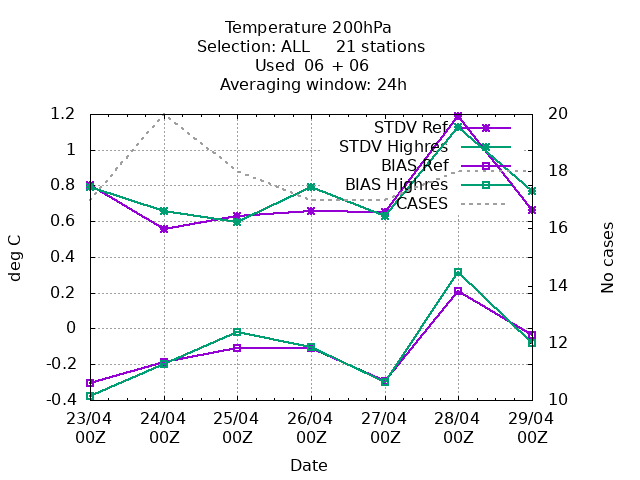 Temperature 200hPa
Selection: ALL 21 stations
Used 06 + 06
Averaging window: 24h
1.2
1
0.8
0.6
0.4
0.2
0
-0.2
-0.4
20
18
16
14
12
10
STDV Ref
STDV Highres
BIAS Ref
BIAS Highres
CASES
deg C
No cases
23/04 24/04 25/04 26/04 27/04 28/04 29/04
00Z 00Z 00Z 00Z 00Z 00Z 00Z
Date